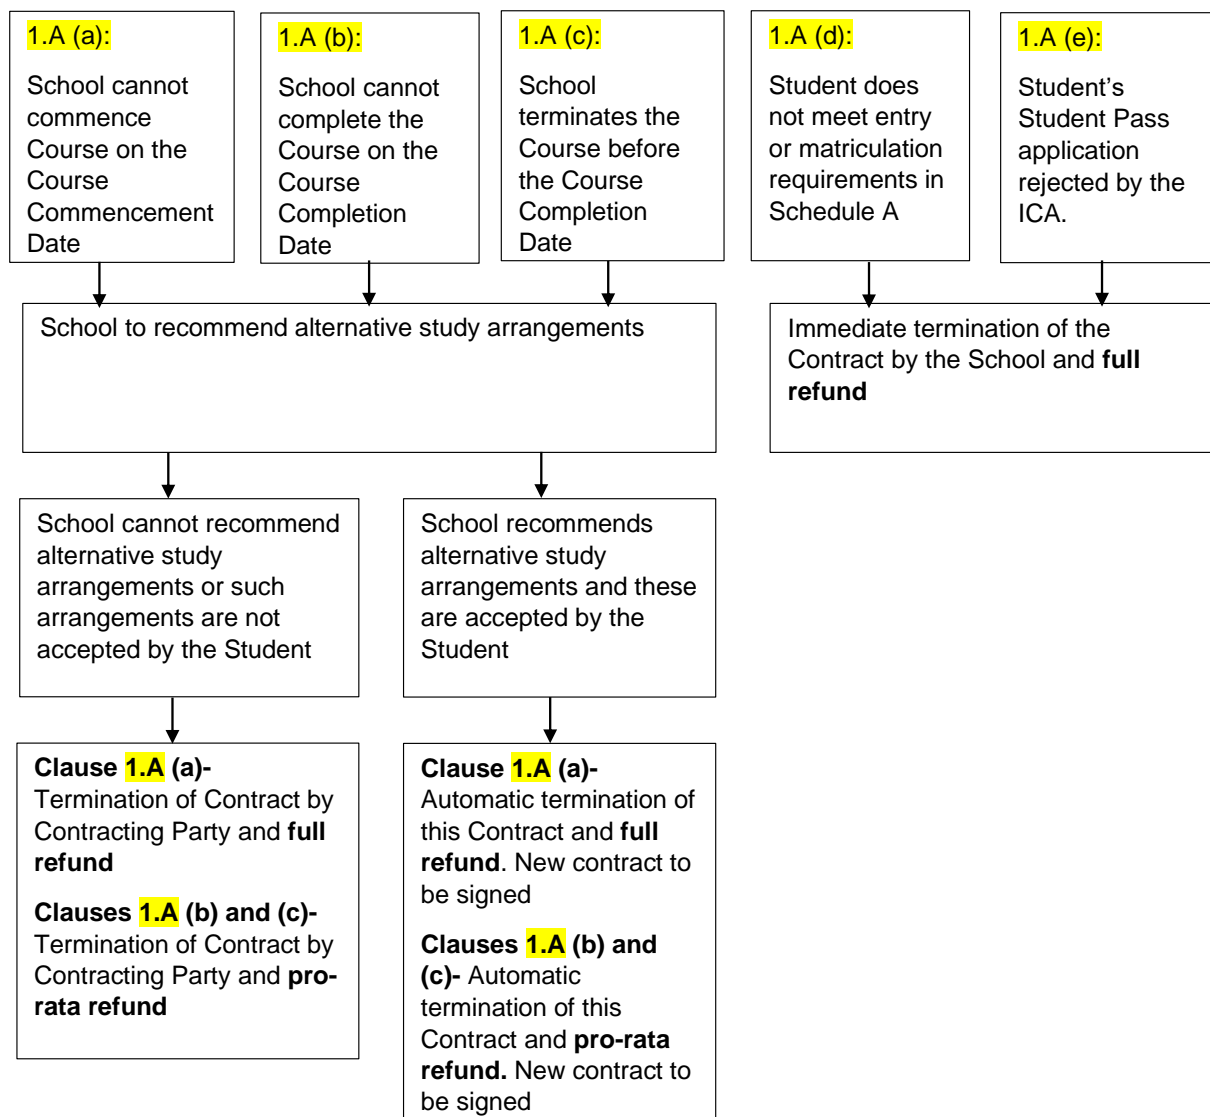 1.A (a):
School cannot
commence
Course on the
Course
Commencement
Date
1.A (b):
School cannot
complete the
Course on the
Course
Completion
Date
1.A (c):
School
terminates the
Course before
the Course
Completion
Date
1.A (d):
Student does
not meet entry
or matriculation
requirements in
Schedule A
1.A (e):
Student’s
Student Pass
application
rejected by the
ICA.
School to recommend alternative study arrangements
Immediate termination of the
Contract by the School and full
refund
School cannot recommend
alternative study
arrangements or such
arrangements are not
accepted by the Student
School recommends
alternative study
arrangements and these
are accepted by the
Student
Clause 1.A (a)-
Termination of Contract by
Contracting Party and full
refund
Clauses 1.A (b) and (c)-
Termination of Contract by
Contracting Party and pro-
rata refund
Clause 1.A (a)-
Automatic termination of
this Contract and full
refund. New contract to
be signed
Clauses 1.A (b) and
(c)- Automatic
termination of this
Contract and pro-rata
refund. New contract to
be signed